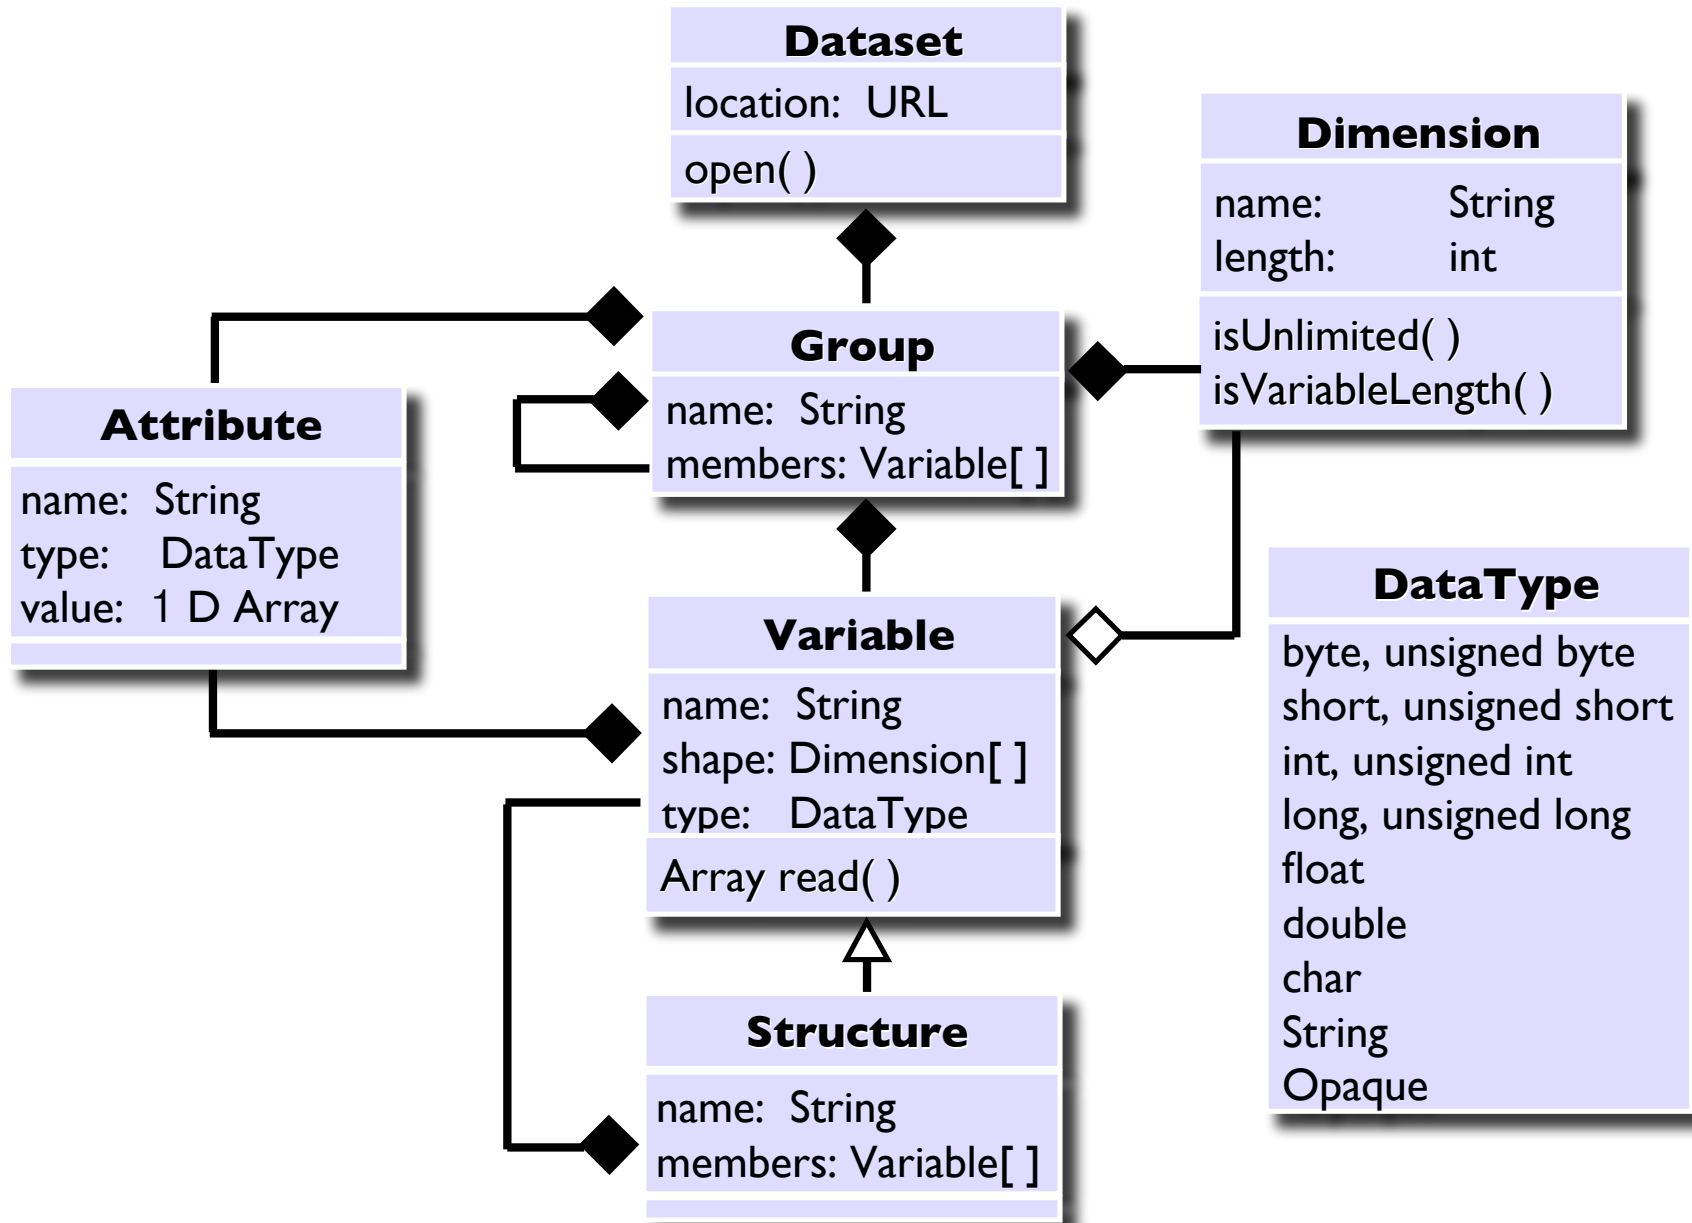 Dataset
location: URL
open( )
Dimension
name: String
length: int
isUnlimited( )
isVariableLength( )
Group
name: String
members: Variable[ ]
Attribute
name: String
type: DataType
value: 1 D Array
Variable
name: String
shape: Dimension[ ]
type: DataType
Array read( )
DataType
byte, unsigned byte
short, unsigned short
int, unsigned int
long, unsigned long
float
double
char
String
Opaque
Structure
name: String
members: Variable[ ]